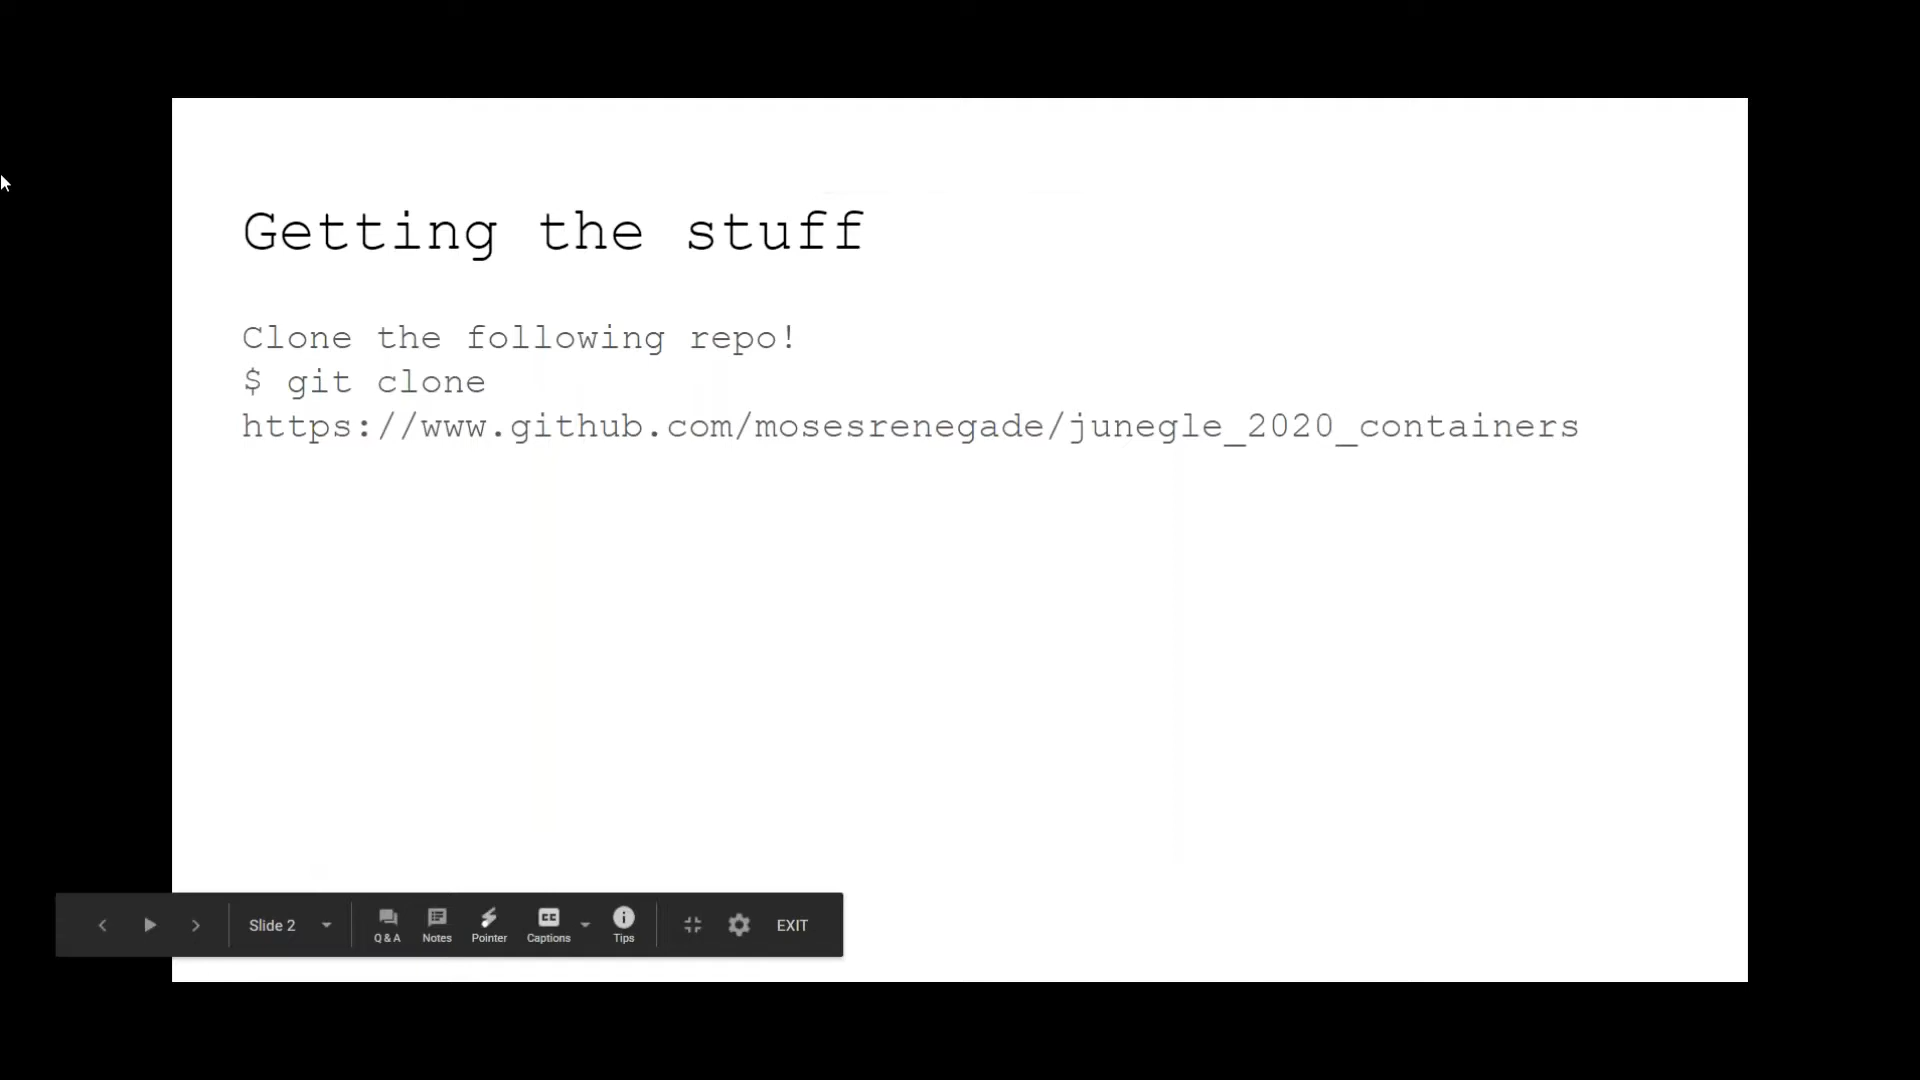 Getting the stuff
Clone the following repo!
$ git clone
https://www.github.com/mosesrenegade/junegle_2020_containers
Slide 2
Q & A
Notes
Pointer
CC
Captions
Tips
EXIT